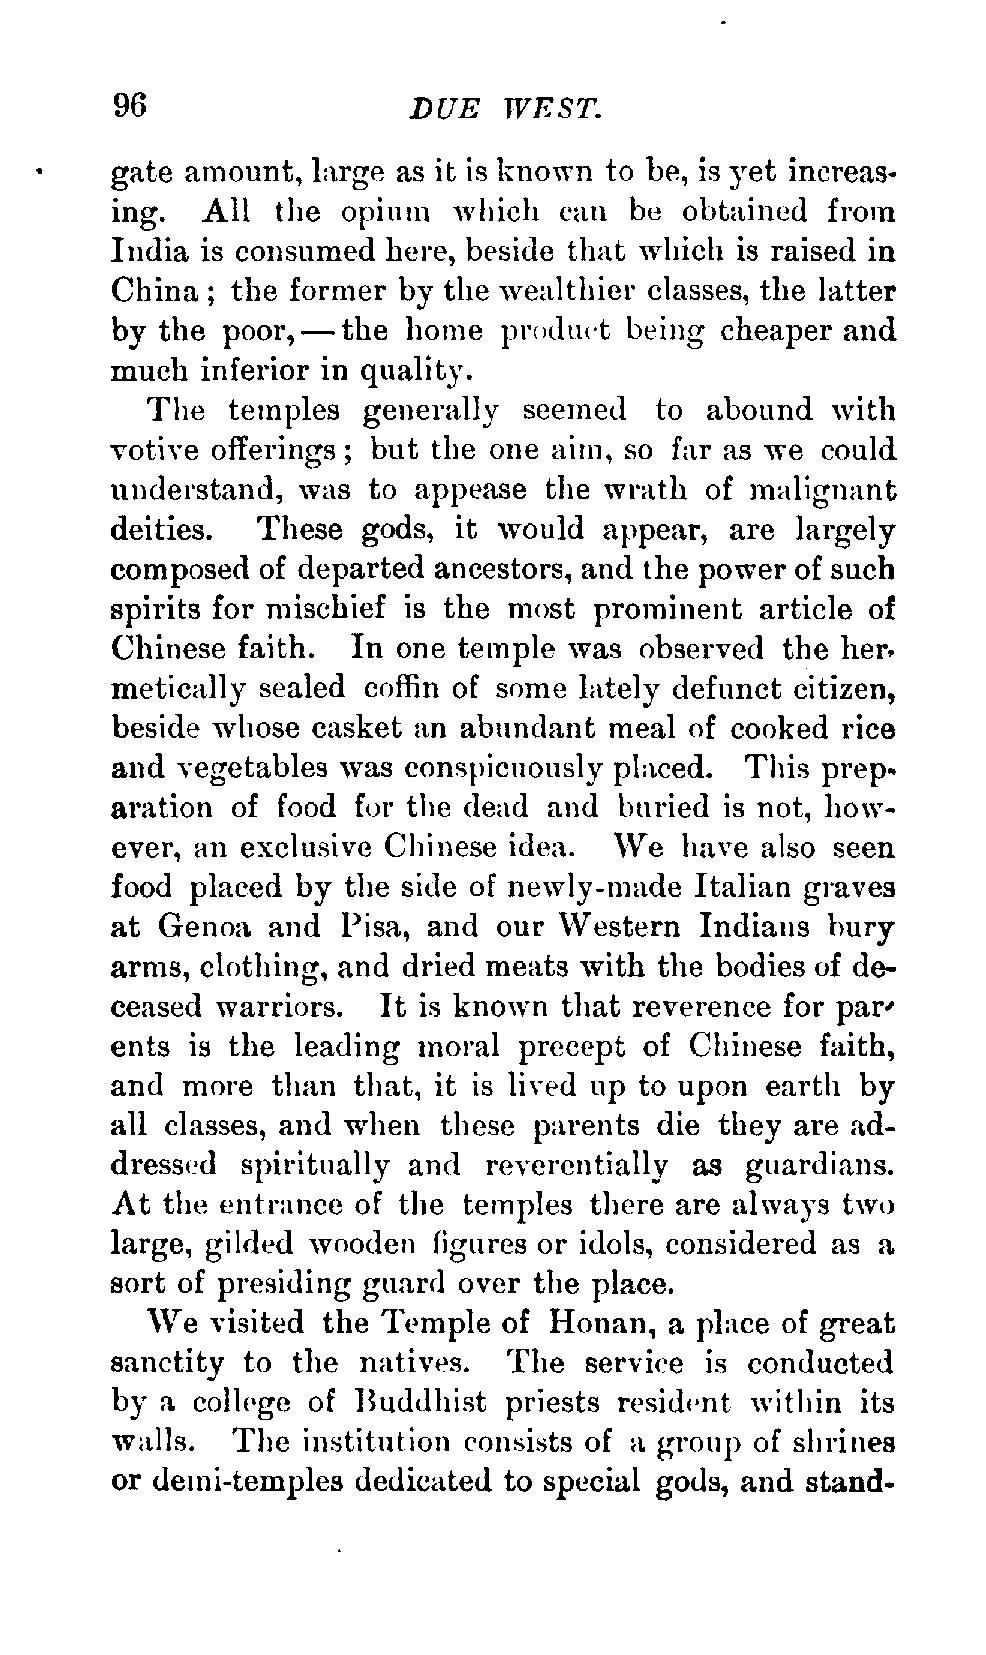 96 DUE WEST.
gate amount, large as it is known to be, is yet increas-
ing. All the opium which can be obtained from
India is consumed here, beside that which is raised in
China; the former by the wealthier classes, the latter
by the poor,—the home product being cheaper and
much inferior in quality.
The temples generally seemed to abound with
votive offerings; but the one aim, so far as we could
understand, was to appease the wrath of malignant
deities. These gods, it would appear, are largely
composed of departed ancestors, and the power of such
spirits for mischief is the most prominent article of
Chinese faith. In one temple was observed the her-
metically sealed coffin of some lately defunct citizen,
beside whose casket an abundant meal of cooked rice
and vegetables was conspicuously placed. This prep-
aration of food for the dead and buried is not, how-
ever, an exclusive Chinese idea. We have also seen
food placed by the side of newly-made Italian graves
at Genoa and Pisa, and our Western Indians bury
arms, clothing, and dried meats with the bodies of de-
ceased warriors. It is known that reverence for par-
ents is the leading moral precept of Chinese faith,
and more than that, it is lived up to upon earth by
all classes, and when these parents die they are ad-
dressed spiritually and reverentially as guardians.
At the entrance of the temples there are always two
large, gilded wooden figures or idols, considered as a
sort of presiding guard over the place.
We visited the Temple of Honan, a place of great
sanctity to the natives. The service is conducted
by a college of Buddhist priests resident within its
walls. The institution consists of a group of shrines
or demi-temples dedicated to special gods, and stand-